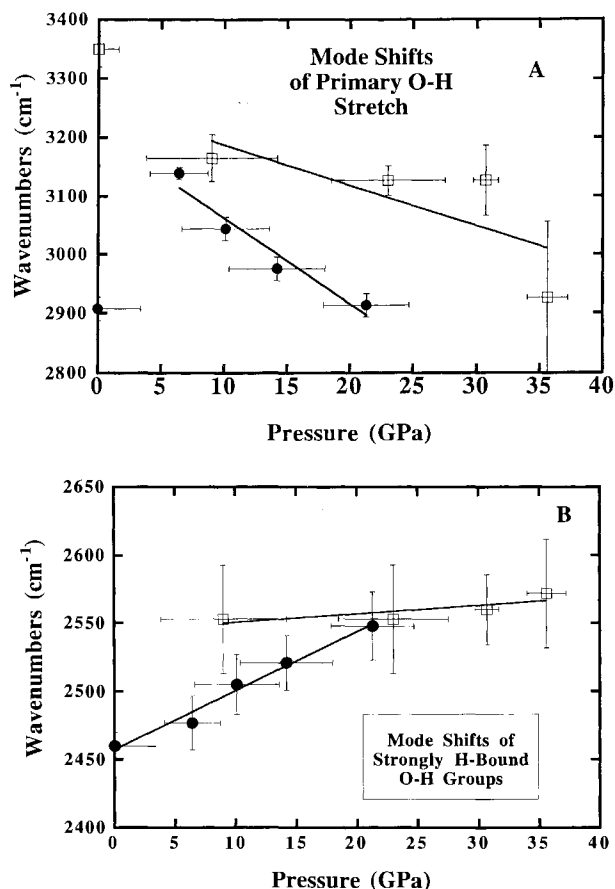 3400
3300
3200
3100
3000
2900
2800
Wavenumbers (cm-1)
Mode Shifts
of Primary O-H
Stretch
A
0
5
10
15
20
25
30
35
40
Pressure (GPa)
2650
2600
2550
2500
2450
2400
Wavenumbers (cm-1)
B
Mode Shifts of
Strongly H-Bound
O-H Groups
0
5
10
15
20
25
30
35
40
Pressure (GPa)